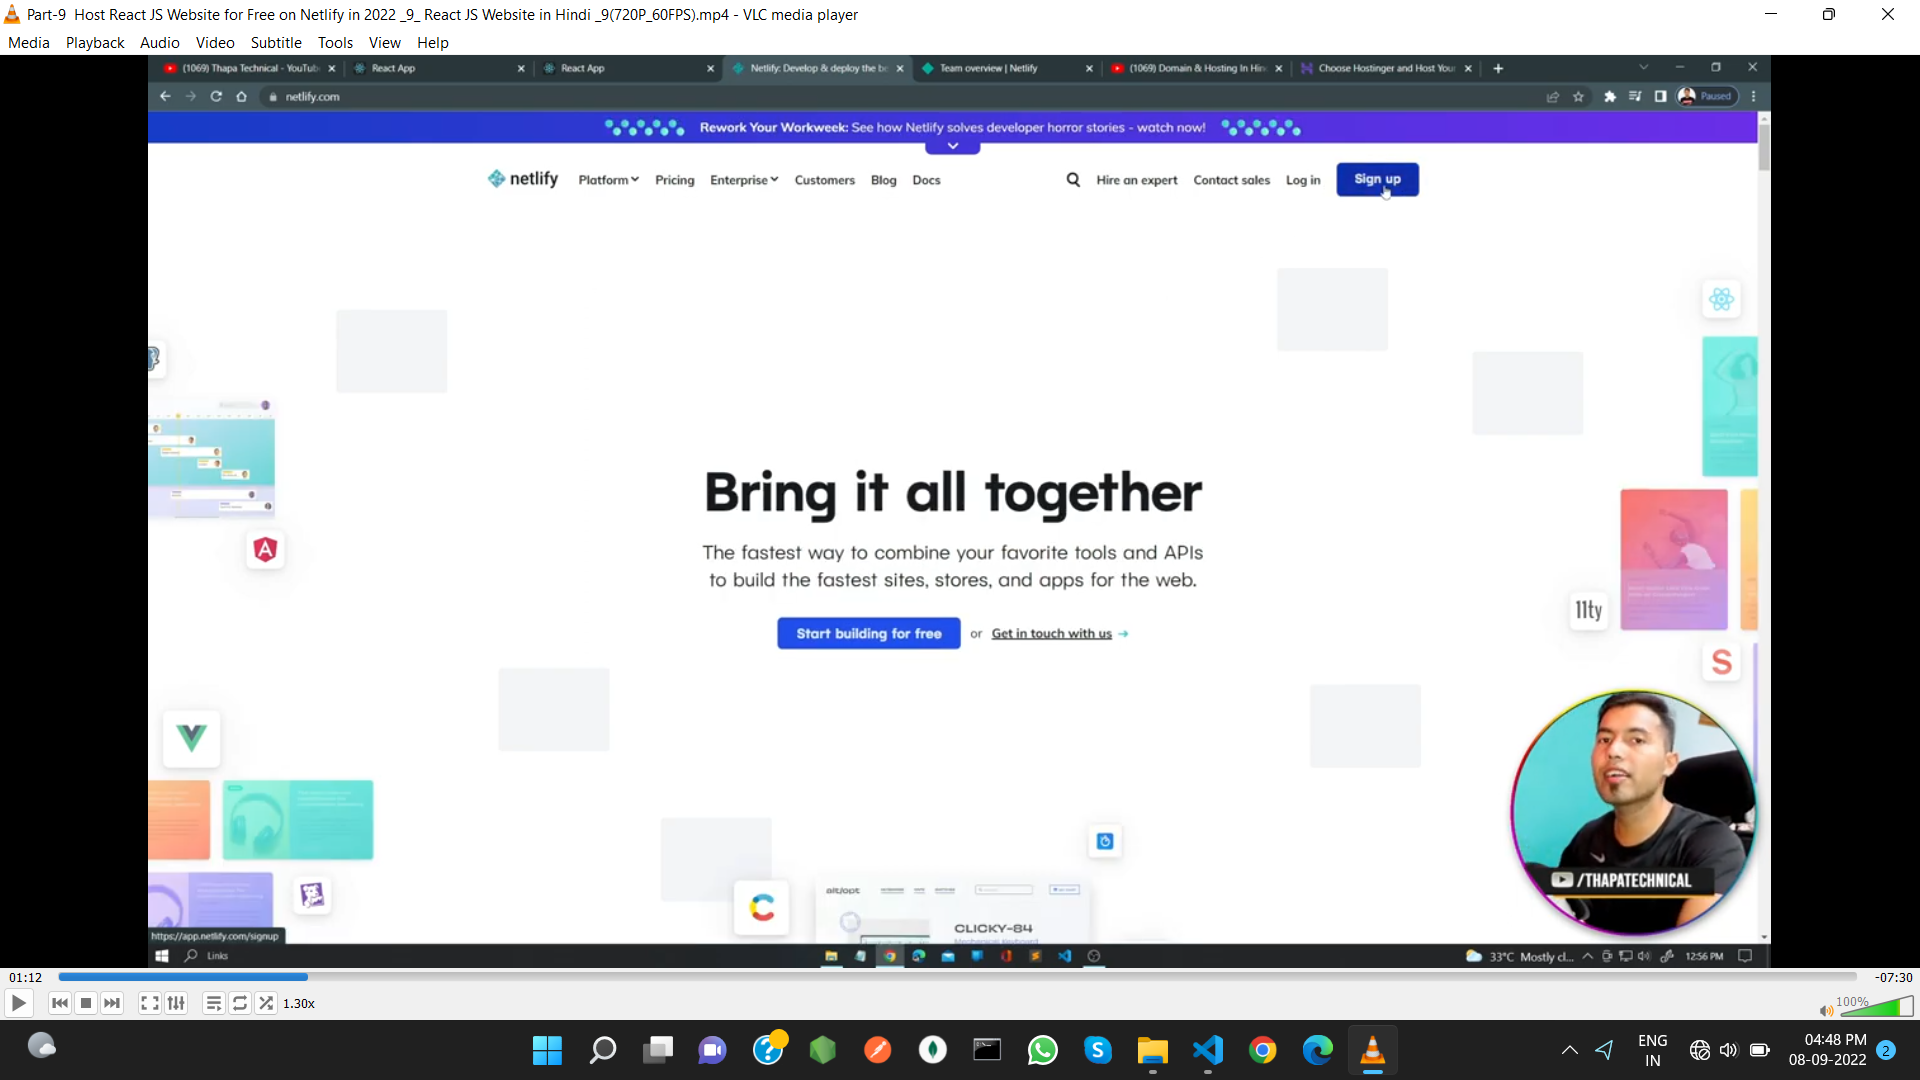 Part-9  Host React JS Website for Free on Netlify in 2022 _9_ React JS Website in Hindi _9(720P_60FPS).mp4 - VLC media player
Media Playback Audio Video Subtitle Tools View Help
(1069) Thapa Technical - YouTub React App React App Netlify: Develop & deploy the be Team overview | Netlify (1069) Domain & Hosting In Hin Choose Hostinger and Host Your
netlify.com Paused
Rework Your Workweek: See how Netlify solves developer horror stories - watch now!
netlify Platform Pricing Enterprise Customers Blog Docs Hire an expert Contact sales Log in Sign up
Bring it all together
The fastest way to combine your favorite tools and APIs
to build the fastest sites, stores, and apps for the web.
Start building for free or Get in touch with us →
11ty
S
/THAPATECHNICAL
alt/opt
CLICKY-84
Mechanical keyboard
https://app.netlify.com/signup
Links 33°C Mostly cl... 12:56 PM
01:12 -07:30
1.30x 100%
ENG
IN
04:48 PM
08-09-2022
2